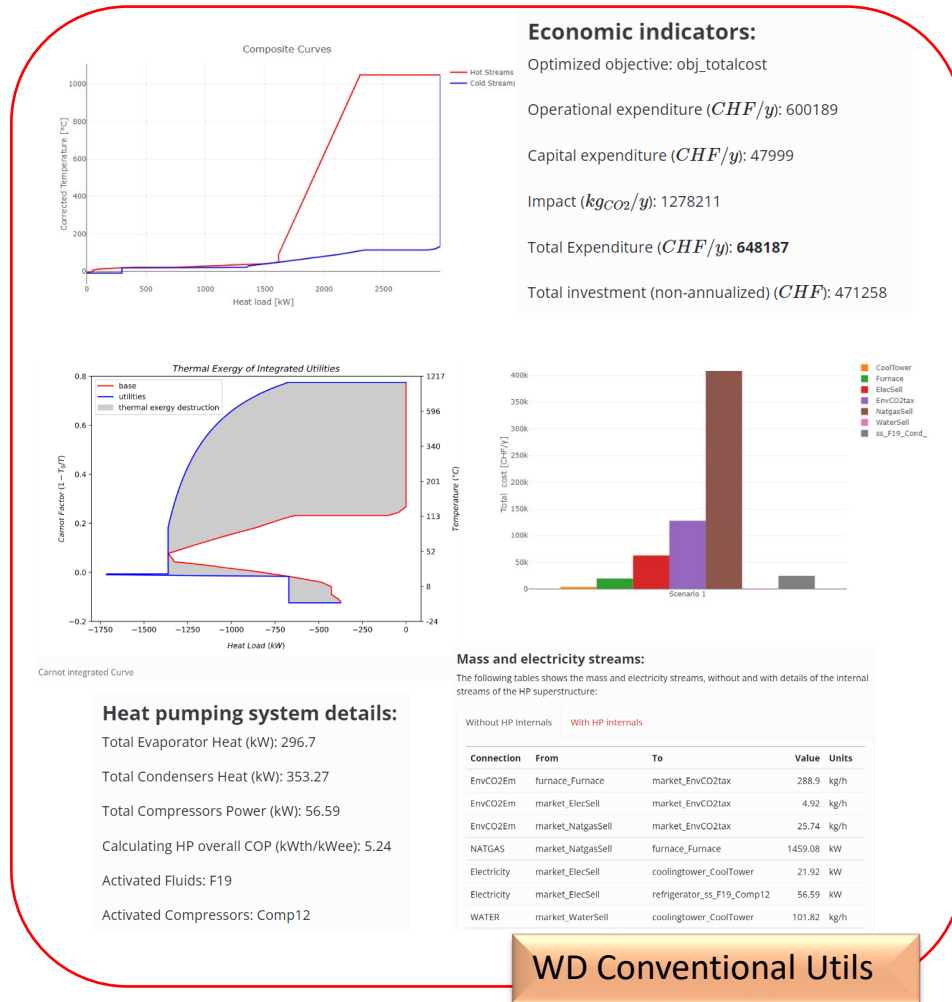 Composite Curves
Hot Streams
Cold Streams
Corrected Temperature [°C]
1000
800
600
400
200
0
0 500 1000 1500 2000 2500
Heat load [kW]
Economic indicators:
Optimized objective: obj_totalcost
Operational expenditure (CHF/y): 600189
Capital expenditure (CHF/y): 47999
Impact (kgCO2/y): 1278211
Total Expenditure (CHF/y): 648187
Total investment (non-annualized) (CHF): 471258
Thermal Exergy of Integrated Utilities
base
utilities
thermal exergy destruction
Carnot Factor (1 − T0/T)
0.8
0.6
0.4
0.2
0.0
−0.2
1217
596
340
201
113
52
8
-24
Temperature (°C)
−1750 −1500 −1250 −1000 −750 −500 −250 0
Heat Load (kW)
Carnot integrated Curve
Total cost [CHF/y]
400k
350k
300k
250k
200k
150k
100k
50k
0
Scenario 1
CoolTower
Furnace
ElecSell
EnvCO2tax
NatgasSell
WaterSell
ss_F19_Cond_
Heat pumping system details:
Total Evaporator Heat (kW): 296.7
Total Condensers Heat (kW): 353.27
Total Compressors Power (kW): 56.59
Calculating HP overall COP (kWth/kWee): 5.24
Activated Fluids: F19
Activated Compressors: Comp12
Mass and electricity streams:
The following tables shows the mass and electricity streams, without and with details of the internal
streams of the HP superstructure:
Without HP Internals With HP internals
Connection From To Value Units
EnvCO2Em furnace_Furnace market_EnvCO2tax 288.9 kg/h
EnvCO2Em market_ElecSell market_EnvCO2tax 4.92 kg/h
EnvCO2Em market_NatgasSell market_EnvCO2tax 25.74 kg/h
NATGAS market_NatgasSell furnace_Furnace 1459.08 kW
Electricity market_ElecSell coolingtower_CoolTower 21.92 kW
Electricity market_ElecSell refrigerator_ss_F19_Comp12 56.59 kW
WATER market_WaterSell coolingtower_CoolTower 101.82 kg/h
WD Conventional Utils